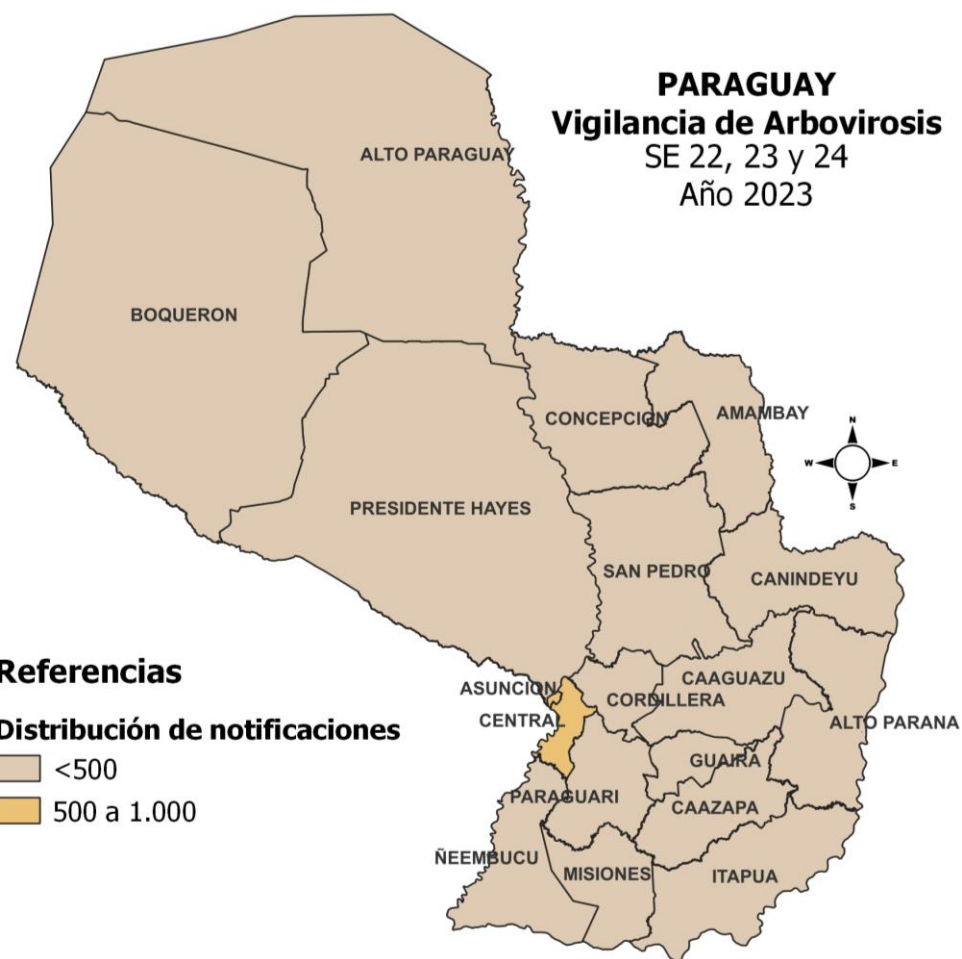 PARAGUAY
Vigilancia de Arbovirosis
SE 22, 23 y 24
Año 2023
ALTO PARAGUAY
BOQUERON
CONCEPCION
AMAMBAY
N
W
E
S
PRESIDENTE HAYES
SAN PEDRO
CANINDEYU
Referencias
Distribución de notificaciones
<500
500 a 1.000
ASUNCION
CENTRAL
CORDILLERA
CAAGUAZU
ALTO PARANA
GUAIRA
PARAGUARI
CAAZAPA
ÑEEMBUCU
MISIONES
ITAPUA